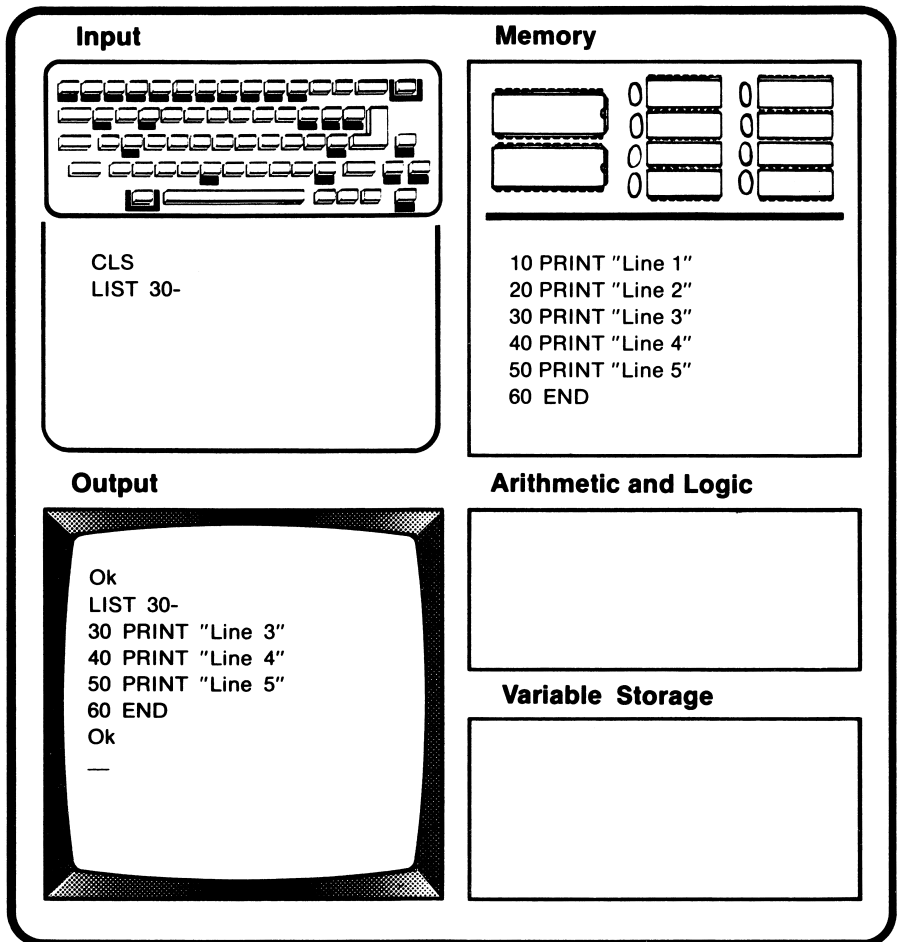 Input
CLS
LIST 30-
Memory
10 PRINT "Line 1"
20 PRINT "Line 2"
30 PRINT "Line 3"
40 PRINT "Line 4"
50 PRINT "Line 5"
60 END
Output
Ok
LIST 30-
30 PRINT "Line 3"
40 PRINT "Line 4"
50 PRINT "Line 5"
60 END
Ok
Arithmetic and Logic
Variable Storage